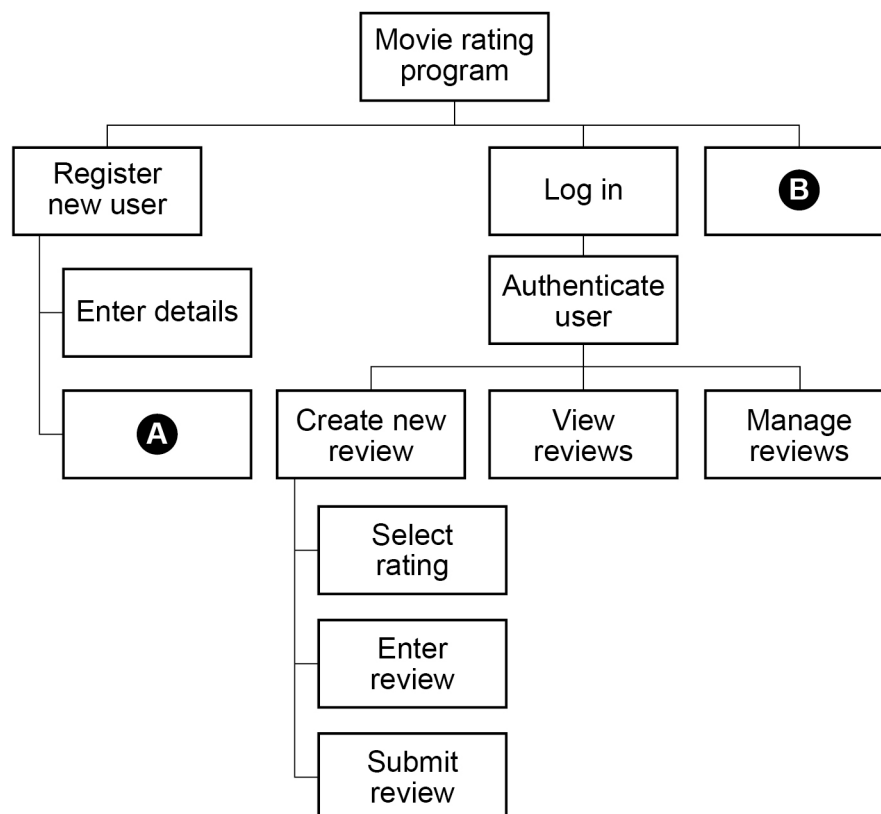 Movie rating
program
Register
new user
Log in
B
Enter details
Authenticate
user
A
Create new
review
View
reviews
Manage
reviews
Select
rating
Enter
review
Submit
review